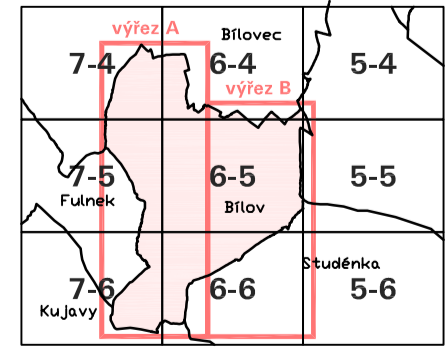 výřez A
Bílovec
7-4 6-4 5-4
výřez B
7-5 6-5 5-5
Fulnek
Bílov
Studénka
7-6 6-6 5-6
Kujavy